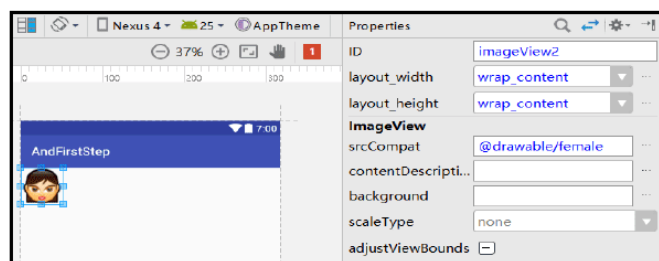 Nexus 4 25 AppTheme
37% 1
0 100 200 300
7:00
AndFirstStep
Properties
ID imageView2
layout_width wrap_content
layout_height wrap_content
ImageView
srcCompat @drawable/female
contentDescripti...
background
scaleType none
adjustViewBounds